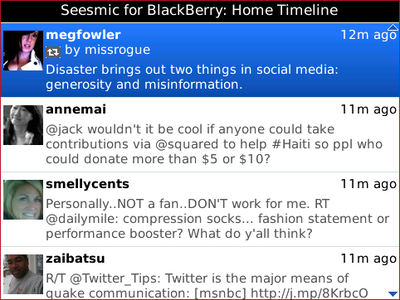 Seesmic for BlackBerry: Home Timeline
megfowler 12m ago
by missrogue
Disaster brings out two things in social media:
generosity and misinformation.
annemai 11m ago
@jack wouldn't it be cool if anyone could take
contributions via @squared to help #Haiti so ppl who
could donate more than $5 or $10?
smellycents 11m ago
Personally..NOT a fan..DON'T work for me. RT
@dailymile: compression socks... fashion statement or
performance booster? What do y'all think?
zaibatsu 11m ago
R/T @Twitter_Tips: Twitter is the major means of
quake communication: [msnbc] http://j.mp/8KrbcO